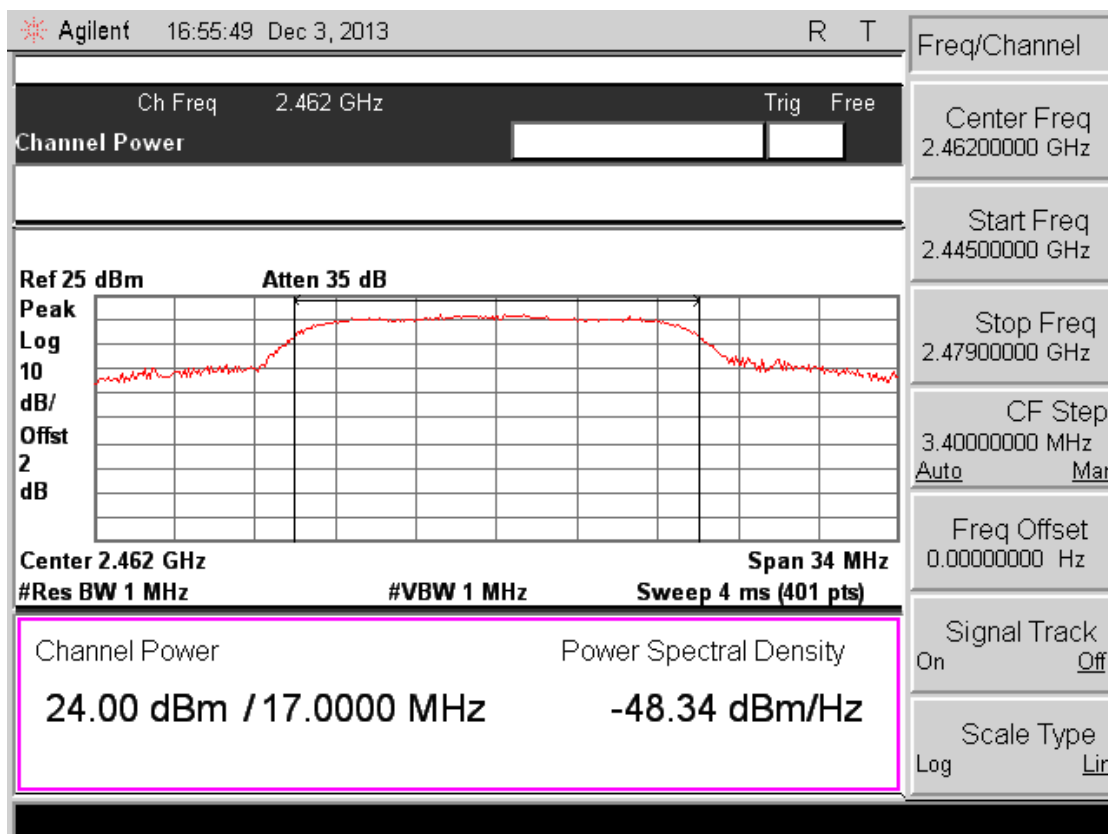 Agilent 16:55:49 Dec 3, 2013 R T
Freq/Channel
Ch Freq 2.462 GHz Trig Free
Channel Power
Center Freq
2.46200000 GHz
Start Freq
2.44500000 GHz
Stop Freq
2.47900000 GHz
CF Step
3.40000000 MHz
Auto Man
Freq Offset
0.00000000 Hz
Signal Track
On Off
Scale Type
Log Lin
Ref 25 dBm Atten 35 dB
Peak
Log
10
dB/
Offst
2
dB
Center 2.462 GHz Span 34 MHz
#Res BW 1 MHz #VBW 1 MHz Sweep 4 ms (401 pts)
Channel Power Power Spectral Density
24.00 dBm / 17.0000 MHz -48.34 dBm/Hz